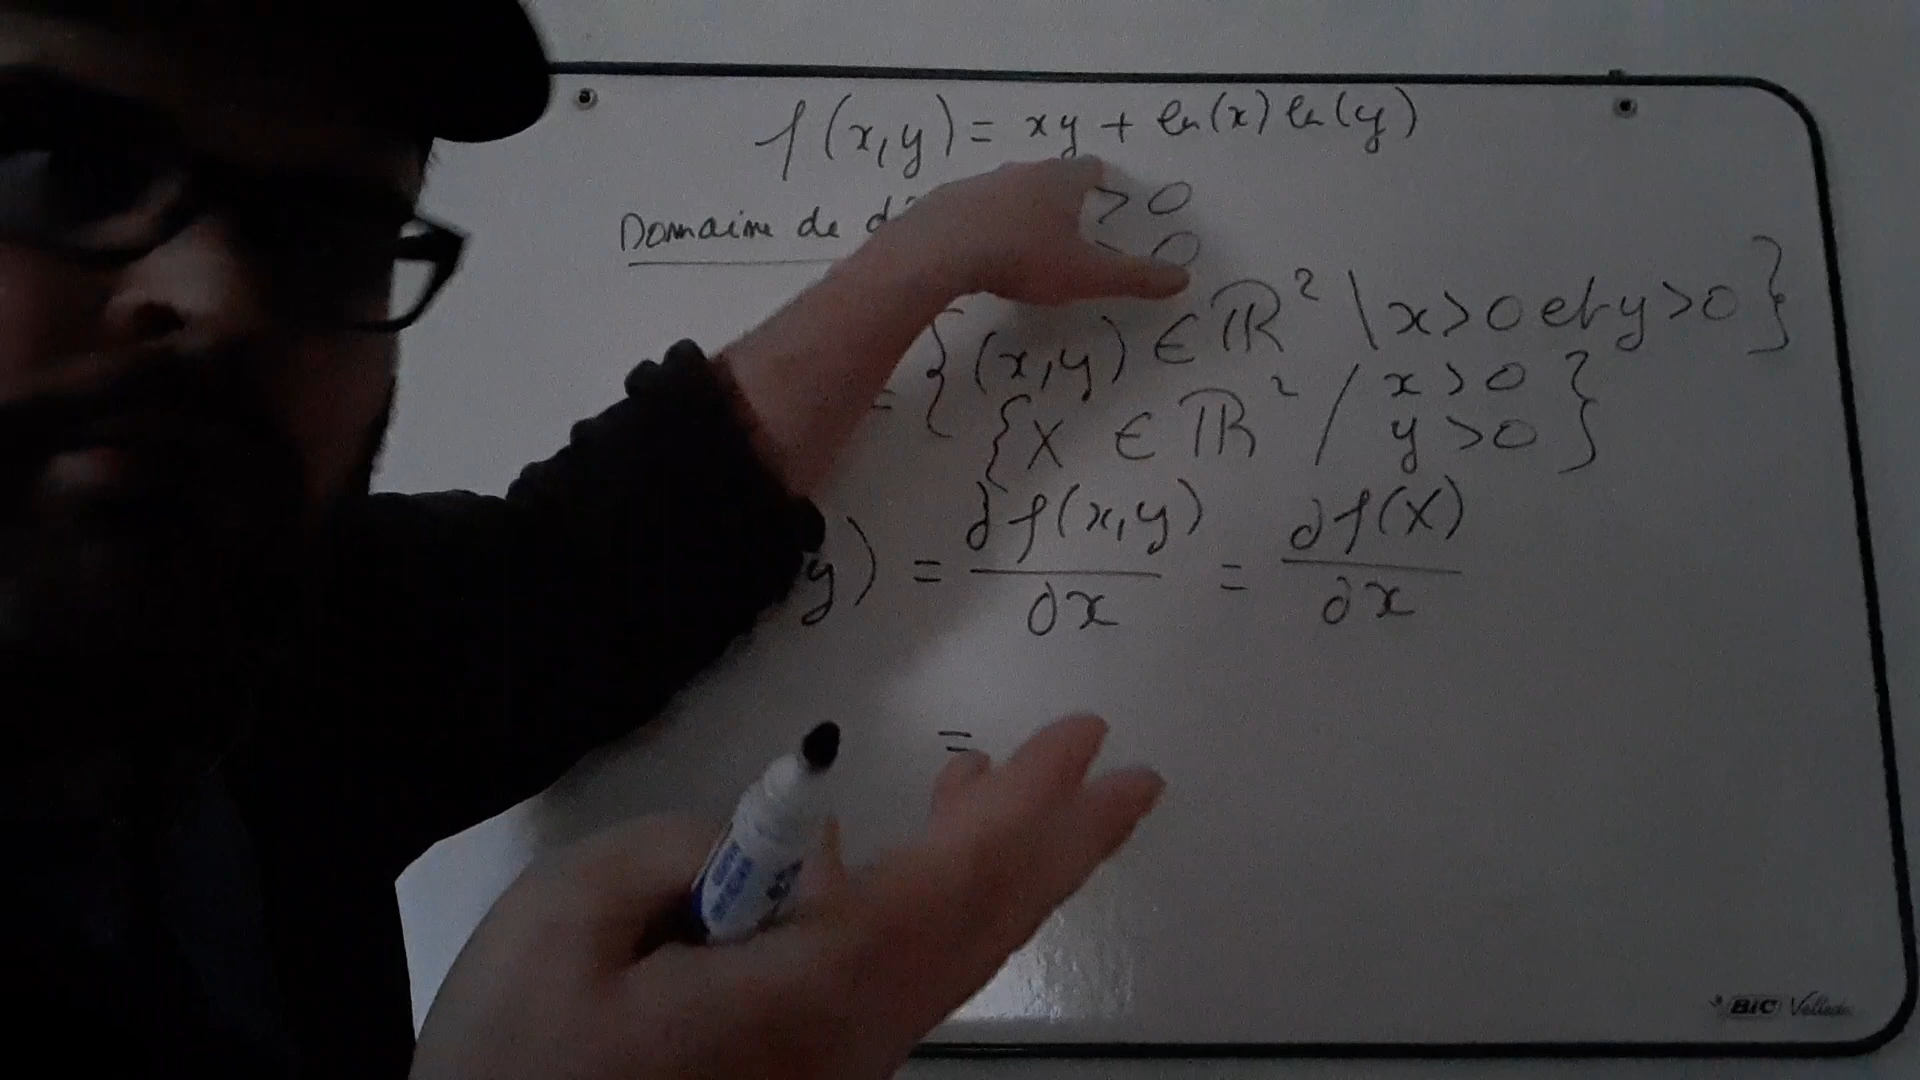 f(x,y) = xy + ln(x) ln(y)
Domaine de d
> 0
> 0
= {(x,y) ∈ ℝ² \ x>0 et y>0}
{X ∈ ℝ² / x>0 y>0}
y) = ∂f(x,y)/∂x = ∂f(X)/∂x
=
BIC Velleda